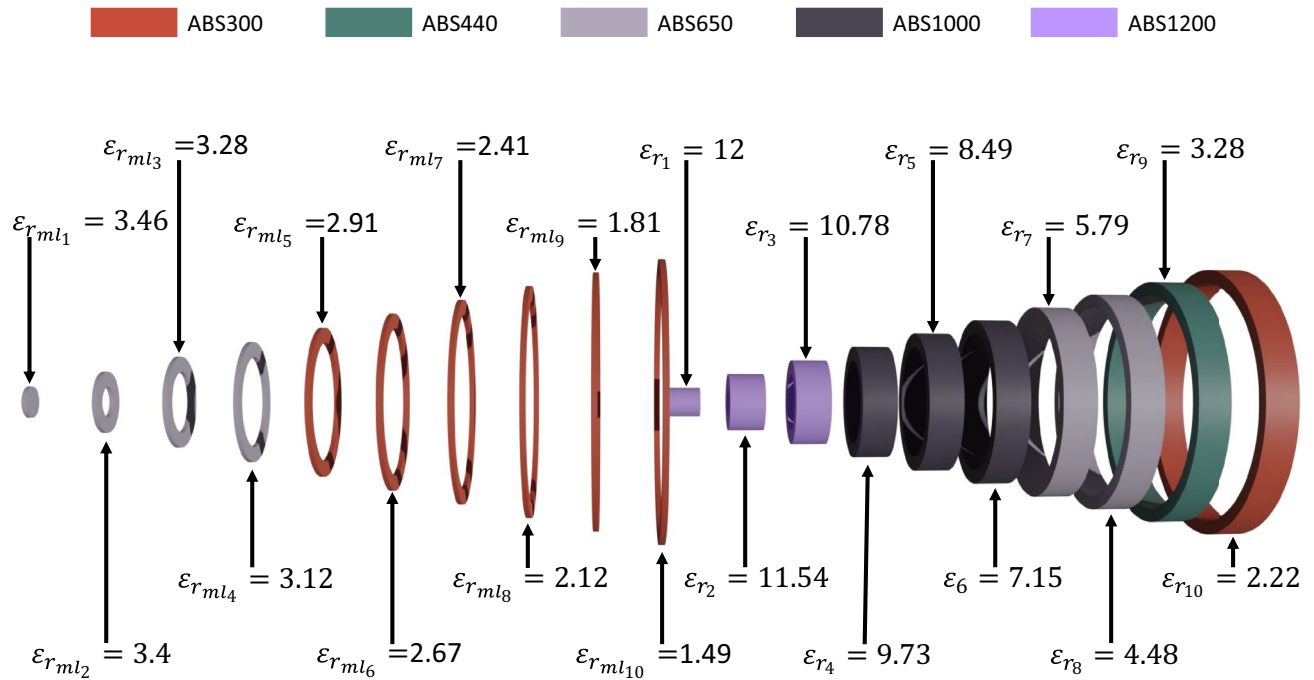 ABS300 ABS440 ABS650 ABS1000 ABS1200
ε_{r_{ml_3}} =3.28 ε_{r_{ml_7}} =2.41 ε_{r_1} = 12 ε_{r_5} = 8.49 ε_{r_9} = 3.28
ε_{r_{ml_1}} = 3.46 ε_{r_{ml_5}} =2.91 ε_{r_{ml_9}} = 1.81 ε_{r_3} = 10.78 ε_{r_7} = 5.79
ε_{r_{ml_4}} = 3.12 ε_{r_{ml_8}} = 2.12 ε_{r_2} = 11.54 ε_6 = 7.15 ε_{r_{10}} = 2.22
ε_{r_{ml_2}} = 3.4 ε_{r_{ml_6}} =2.67 ε_{r_{ml_{10}}} =1.49 ε_{r_4} = 9.73 ε_{r_8} = 4.48